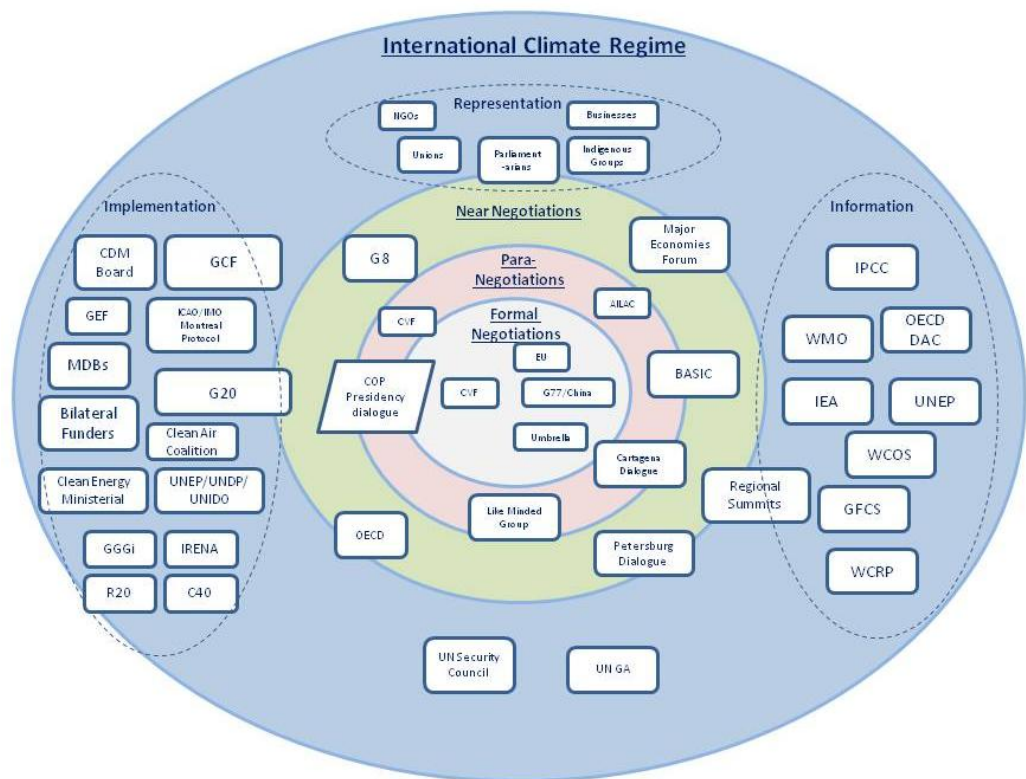 International Climate Regime
Representation
NGOs
Businesses
Unions
Parliament
-arians
Indigenous
Groups
Implementation
CDM
Board
GCF
GEF
ICAO/IMO
Montreal
Protocol
MDBs
G20
Bilateral
Funders
Clean Air
Coalition
Clean Energy
Ministerial
UNEP/UNDP/
UNIDO
GGGi
IRENA
R20
C40
Near Negotiations
G8
Major
Economies
Forum
Para-
Negotiations
CVF
AILAC
Formal
Negotiations
EU
COP
Presidency
dialogue
CVF
G77/China
BASIC
Umbrella
Cartagena
Dialogue
Like Minded
Group
OECD
Petersburg
Dialogue
Regional
Summits
Information
IPCC
WMO
OECD
DAC
IEA
UNEP
WCOS
GFCS
WCRP
UN Security
Council
UN GA